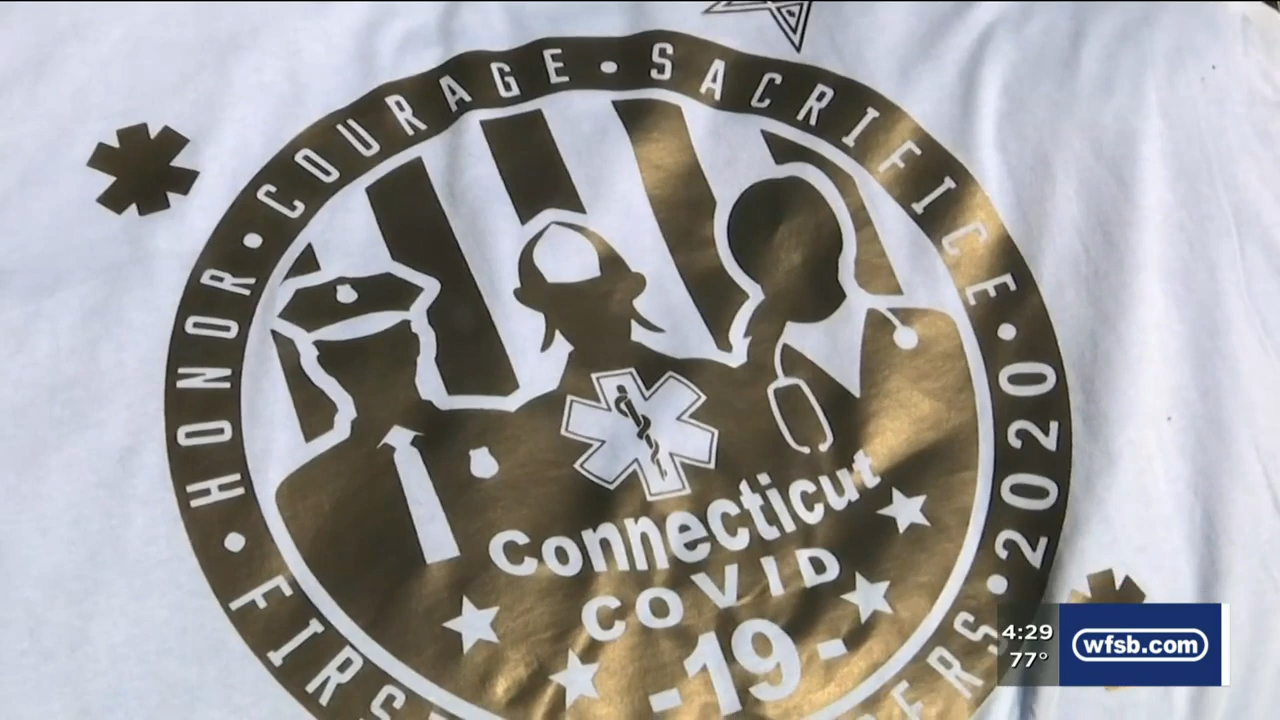 HONOR • COURAGE • SACRIFICE • 2020 •
Connecticut
COVID
-19-
4:29
77°
wfsb.com